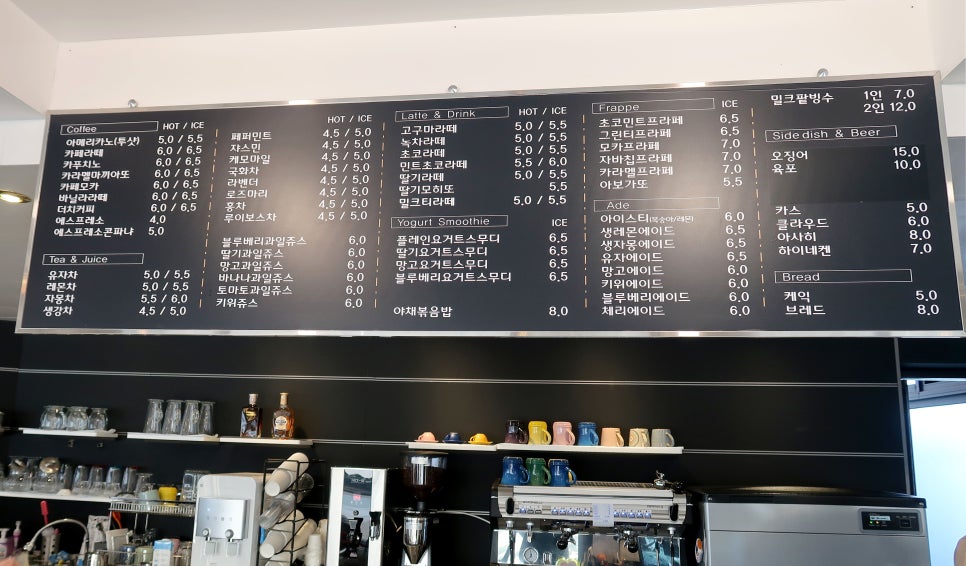 Coffee HOT / ICE
아메리카노(투샷) 5,0 / 5,5
카페라떼 6,0 / 6,5
카푸치노 6,0 / 6,5
카라멜마끼아또 6,0 / 6,5
카페모카 6,0 / 6,5
바닐라라떼 6,0 / 6,5
더치커피 6,0 / 6,5
에스프레소 4,0
에스프레소콘파냐 5,0
Tea & Juice
유자차 5,0 / 5,5
레몬차 5,0 / 5,5
자몽차 5,5 / 6,0
생강차 4,5 / 5,0
HOT / ICE
페퍼민트 4,5 / 5,0
쟈스민 4,5 / 5,0
케모마일 4,5 / 5,0
국화차 4,5 / 5,0
라벤더 4,5 / 5,0
로즈마리 4,5 / 5,0
홍차 4,5 / 5,0
루이보스차 4,5 / 5,0
블루베리과일쥬스 6,0
딸기과일쥬스 6,0
망고과일쥬스 6,0
바나나과일쥬스 6,0
토마토과일쥬스 6,0
키위쥬스 6,0
Latte & Drink HOT / ICE
고구마라떼 5,0 / 5,5
녹차라떼 5,0 / 5,5
초코라떼 5,0 / 5,5
민트초코라떼 5,5 / 6,0
딸기라떼 5,0 / 5,5
딸기모히또 5,5
밀크티라떼 5,0 / 5,5
Yogurt Smoothie ICE
플레인요거트스무디 6,5
딸기요거트스무디 6,5
망고요거트스무디 6,5
블루베리요거트스무디 6,5
야채볶음밥 8,0
Frappe ICE
초코민트프라페 6,5
그린티프라페 6,5
모카프라페 7,0
자바칩프라페 7,0
카라멜프라페 7,0
아보가또 5,5
Ade
아이스티(복숭아/레몬) 6,0
생레몬에이드 6,5
생자몽에이드 6,5
유자에이드 6,0
망고에이드 6,0
키위에이드 6,0
블루베리에이드 6,0
체리에이드 6,0
밀크팥빙수 1인 7,0
2인 12,0
Side dish & Beer
오징어 15,0
육포 10,0
카스 5,0
클라우드 6,0
아사히 8,0
하이네켄 7,0
Bread
케익 5,0
브레드 8,0